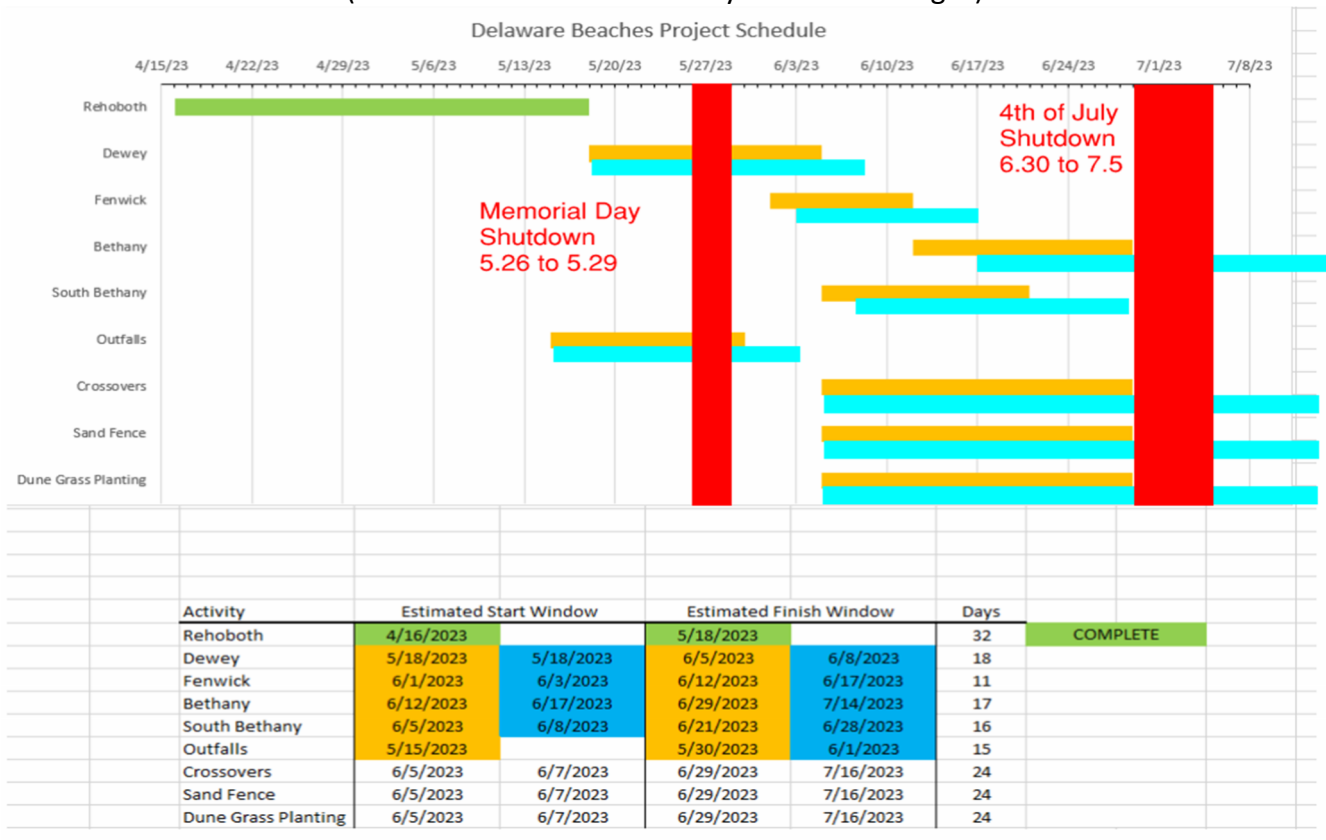 Delaware Beaches Project Schedule
4/15/23 4/22/23 4/29/23 5/6/23 5/13/23 5/20/23 5/27/23 6/3/23 6/10/23 6/17/23 6/24/23 7/1/23 7/8/23
Rehoboth
4th of July
Shutdown
6.30 to 7.5
Dewey
Fenwick
Memorial Day
Shutdown
5.26 to 5.29
Bethany
South Bethany
Outfalls
Crossovers
Sand Fence
Dune Grass Planting
Activity Estimated Start Window Estimated Finish Window Days
Rehoboth 4/16/2023 5/18/2023 32 COMPLETE
Dewey 5/18/2023 5/18/2023 6/5/2023 6/8/2023 18
Fenwick 6/1/2023 6/3/2023 6/12/2023 6/17/2023 11
Bethany 6/12/2023 6/17/2023 6/29/2023 7/14/2023 17
South Bethany 6/5/2023 6/8/2023 6/21/2023 6/28/2023 16
Outfalls 5/15/2023 5/30/2023 6/1/2023 15
Crossovers 6/5/2023 6/7/2023 6/29/2023 7/16/2023 24
Sand Fence 6/5/2023 6/7/2023 6/29/2023 7/16/2023 24
Dune Grass Planting 6/5/2023 6/7/2023 6/29/2023 7/16/2023 24